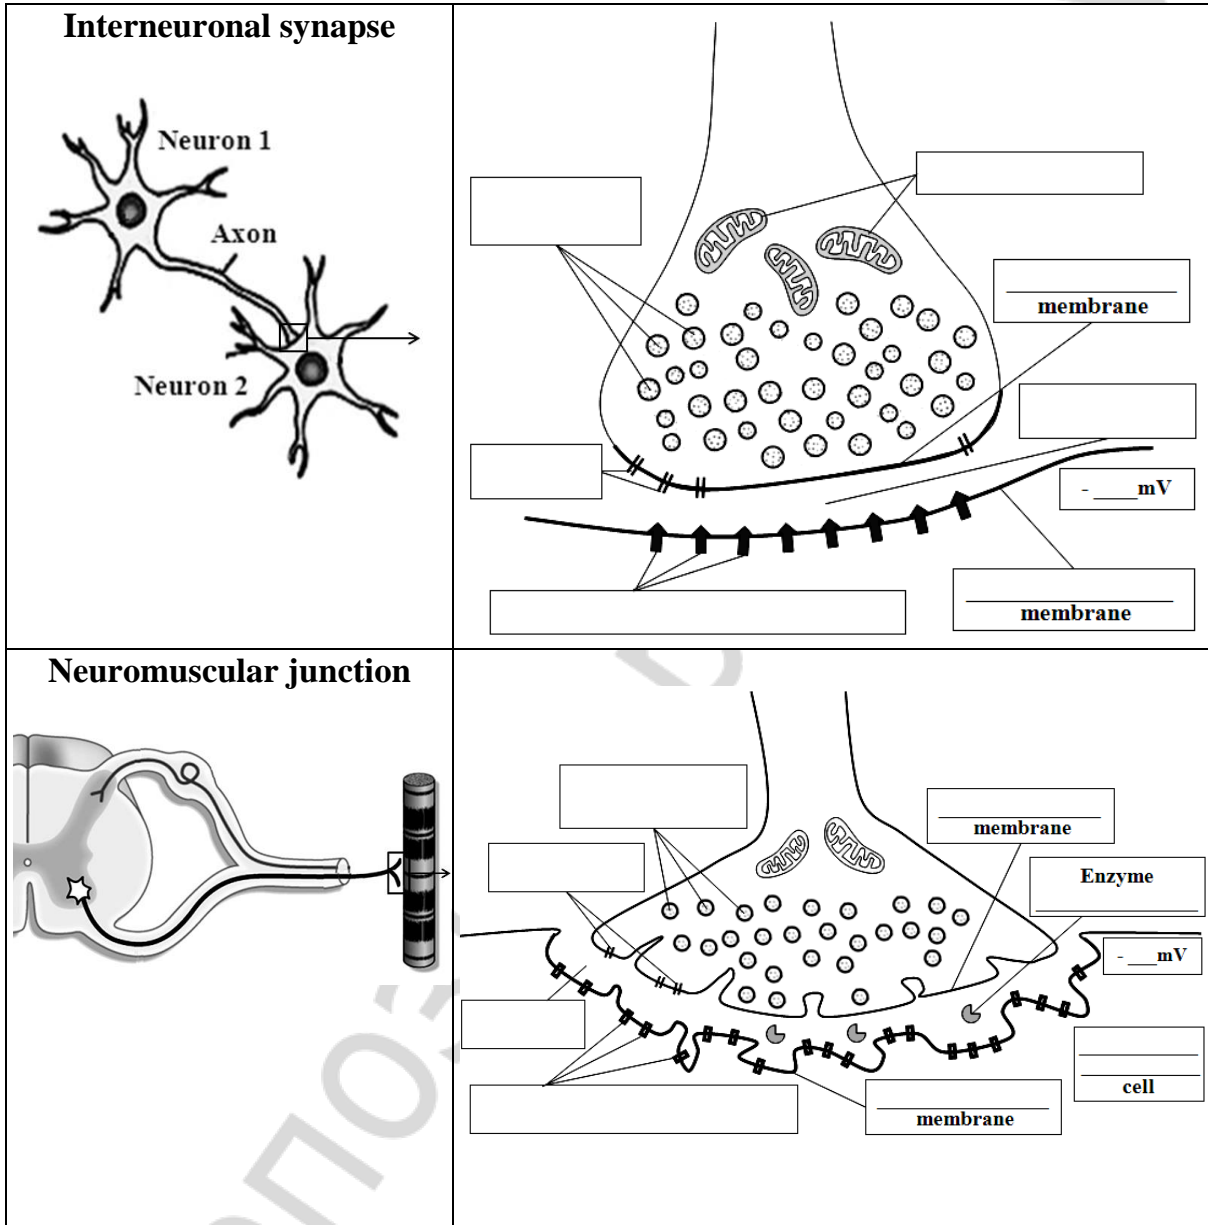 Interneuronal synapse
Neuron 1
Axon
Neuron 2
membrane
- ____mV
membrane
Neuromuscular junction
membrane
Enzyme
- ___mV
cell
membrane